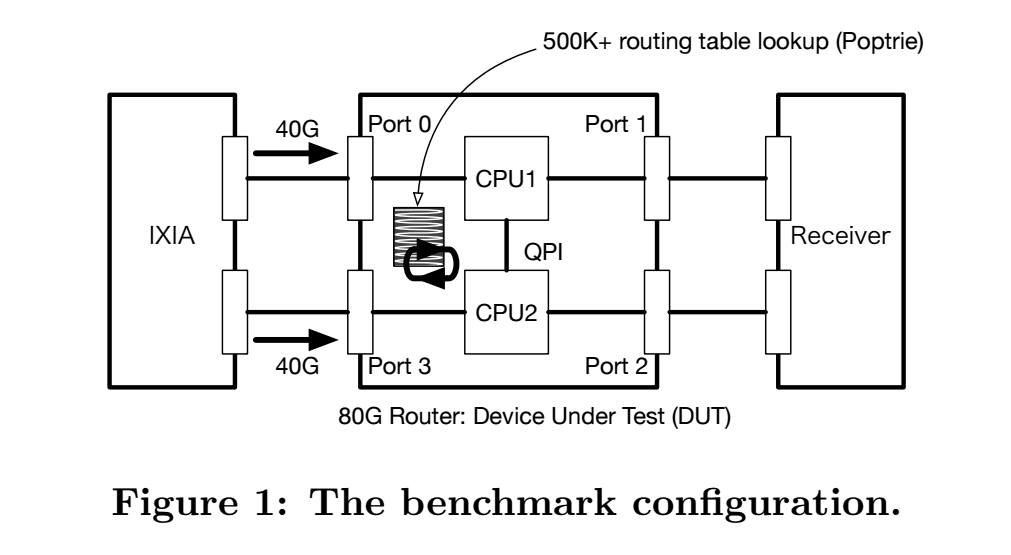 500K+ routing table lookup (Poptrie)
40G
Port 0
Port 1
CPU1
IXIA
QPI
Receiver
CPU2
40G
Port 3
Port 2
80G Router: Device Under Test (DUT)
Figure 1: The benchmark configuration.